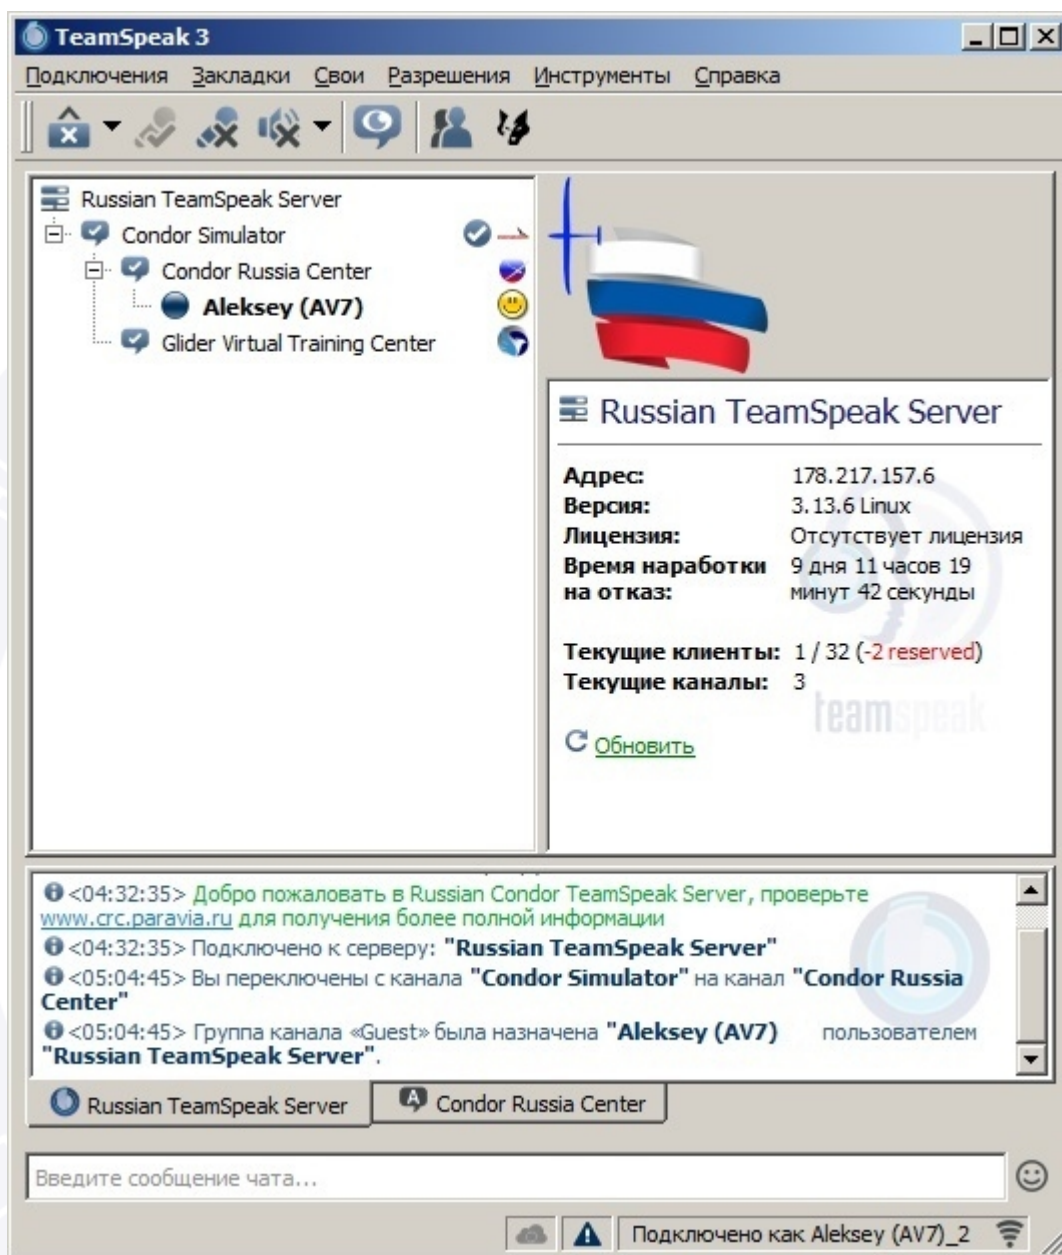 TeamSpeak 3
Подключения Закладки Свои Разрешения Инструменты Справка
Russian TeamSpeak Server
Condor Simulator
Condor Russia Center
Aleksey (AV7)
Glider Virtual Training Center
Russian TeamSpeak Server
Адрес: 178.217.157.6
Версия: 3.13.6 Linux
Лицензия: Отсутствует лицензия
Время наработки 9 дня 11 часов 19
на отказ: минут 42 секунды
Текущие клиенты: 1 / 32 (-2 reserved)
Текущие каналы: 3
teamspeak
Обновить
<04:32:35> Добро пожаловать в Russian Condor TeamSpeak Server, проверьте
www.crc.paravia.ru для получения более полной информации
<04:32:35> Подключено к серверу: "Russian TeamSpeak Server"
<05:04:45> Вы переключены с канала "Condor Simulator" на канал "Condor Russia
Center"
<05:04:45> Группа канала «Guest» была назначена "Aleksey (AV7) пользователем
"Russian TeamSpeak Server".
Russian TeamSpeak Server
A Condor Russia Center
Введите сообщение чата...
Подключено как Aleksey (AV7)_2